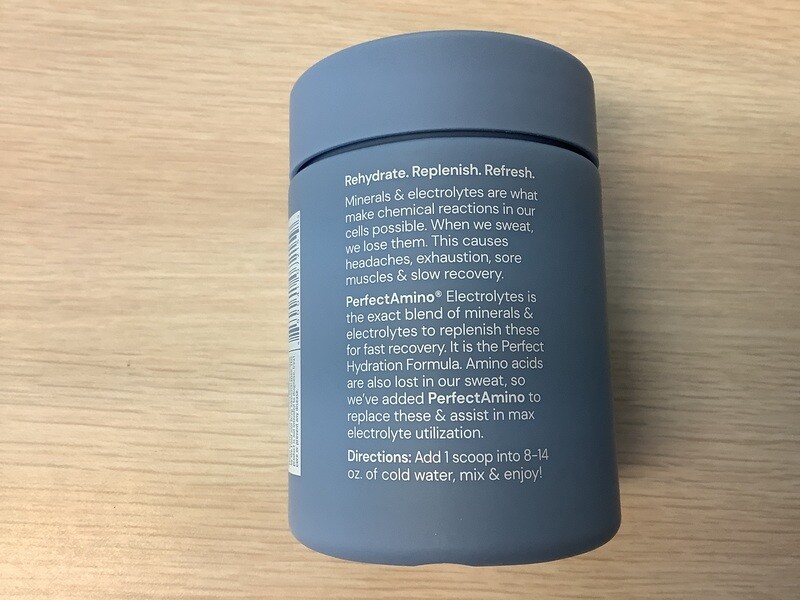 Rehydrate. Replenish. Refresh.
Minerals & electrolytes are what
make chemical reactions in our
cells possible. When we sweat,
we lose them. This causes
headaches, exhaustion, sore
muscles & slow recovery.
PerfectAmino® Electrolytes is
the exact blend of minerals &
electrolytes to replenish these
for fast recovery. It is the Perfect
Hydration Formula. Amino acids
are also lost in our sweat, so
we've added PerfectAmino to
replace these & assist in max
electrolyte utilization.
Directions: Add 1 scoop into 8-14
oz. of cold water, mix & enjoy!